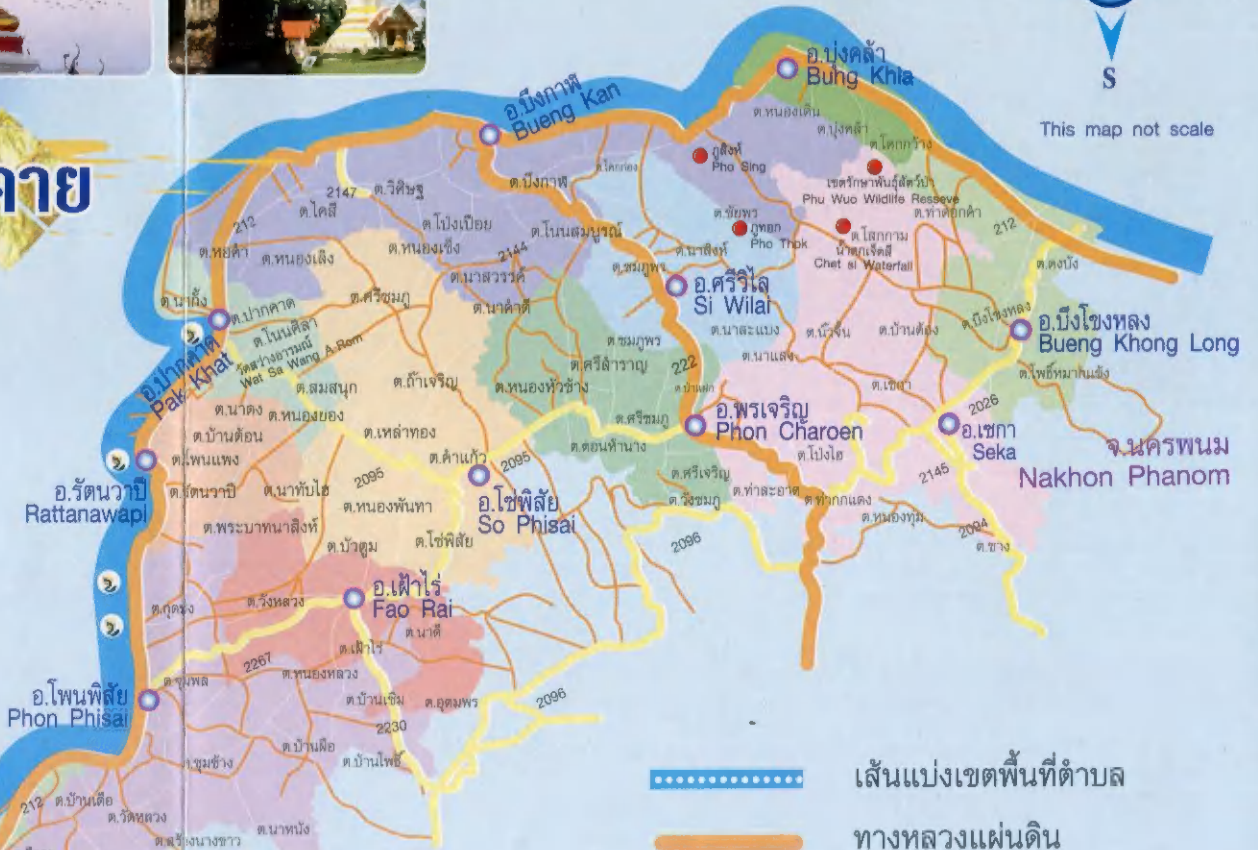 S
This map not scale
คาย
อ.บุ่งคล้า
Buhg Khla
อ.บึงกาฬ
Bueng Kan
ต.หนองเดิน
ต.บุ่งคล้า
ต.โคกกว้าง
ภูสิงห์
Pho Sing
ต.โคกก่อง
เขตรักษาพันธุ์สัตว์ป่า
Phu Wuo Wildlife Resseve
ต.ท่าดอกคำ
212
2147
ต.วิศิษฐ
ต.บึงกาฬ
ต.ไคสี
ต.โป่งเปือย
ต.โนนสมบูรณ์
ต.ชัยพร
ภูทอก
Pho Thok
ต.โสกกาม
น้ำตกเจ็ดสี
Chet si Waterfall
212
ต.หอคำ
ต.หนองเลิง
ต.หนองเข็ง
2144
ต.นาสวรรค์
ต.นาสิงห์
ต.ชมภูพร
อ.ศรีวิไล
Si Wilai
ต.ดงบัง
ต.นากั้ง
ต.ปากคาด
ต.ศรีชมภู
ต.นาคำดี
ต.โนนศิลา
วัดสว่างอารมณ์
Wat Sa Wang A-Rom
อ.ปากคาด
Pak Khat
ต.ชมภูพร
ต.นาสะแบง
ต.นิ้วจิ่น
ต.บ้านต้อง
ต.บึงโขงหลง
อ.บึงโขงหลง
Bueng Khong Long
ต.นาแสง
ต.ศรีสำราญ
222
ต.ป่าแฝก
ต.เซกา
ต.โพธิ์หมากแข้ง
ต.สมสนุก
ต.ถ้ำเจริญ
ต.หนองหัวช้าง
ต.นาดง
ต.หนองยอง
ต.ศรีชมภู
อ.พรเจริญ
Phon Charoen
2026
อ.เซกา
Seka
จ.นครพนม
Nakhon Phanom
ต.บ้านต้อน
ต.เหล่าทอง
ต.ดอนหญ้านาง
ต.โพนแพง
ต.คำแก้ว
2095
ต.โป่งไฮ
อ.รัตนวาปี
Rattanawapi
ต.รัตนวาปี
ต.นาทับไฮ
2095
อ.โซ่พิสัย
So Phisai
ต.ศรีเจริญ
ต.วังชมภู
ต.ท่าสะอาด
ต.ท่ากกแดง
2145
ต.หนองทุ่ม
ต.หนองพันทา
ต.พระบาทนาสิงห์
ต.บัวตูม
ต.โซ่พิสัย
2096
2094
ต.ซาง
อ.เฝ้าไร่
Fao Rai
ต.กุดบง
ต.วังหลวง
ต.นาดี
ต.เฝ้าไร่
2267
ต.ชุมพล
ต.หนองหลวง
อ.โพนพิสัย
Phon Phisai
ต.บ้านเชิม
ต.อุดมพร
2096
2230
ต.บ้านผือ
ต.ชุมช้าง
ต.บ้านโพธิ์
212
ต.บ้านเดื่อ
ต.วัดหลวง
ต.นาหนัง
ต.สร้างนางขาว
เส้นแบ่งเขตพื้นที่ตำบล
ทางหลวงแผ่นดิน